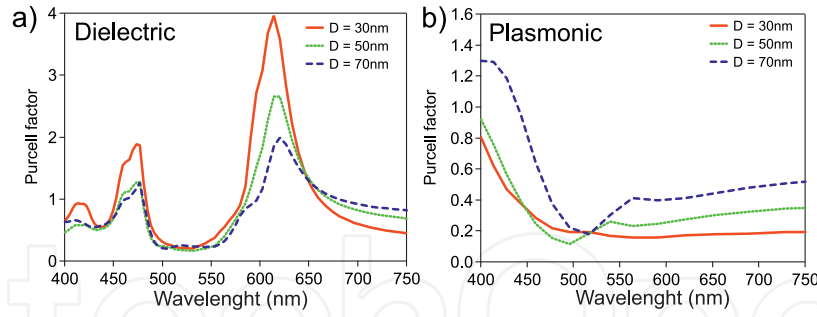 a)
Dielectric
D = 30nm
D = 50nm
D = 70nm
Purcell factor
4
3
2
1
0
400 450 500 550 600 650 700 750
Wavelenght (nm)
b)
Plasmonic
D = 30nm
D = 50nm
D = 70nm
Purcell factor
1.6
1.4
1.2
1.0
0.8
0.6
0.4
0.2
0.0
400 450 500 550 600 650 700 750
Wavelenght (nm)